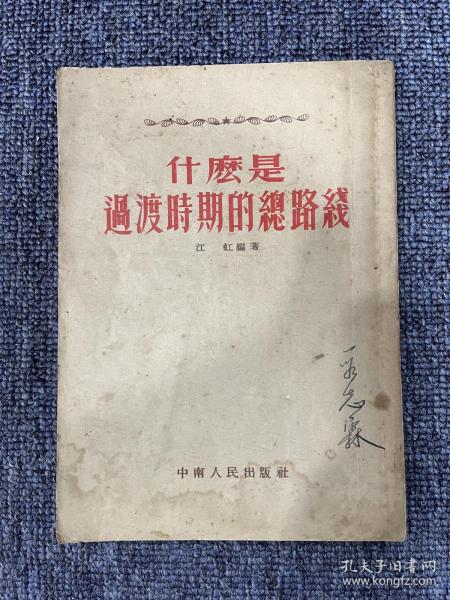 什麽是
過渡時期的總路綫
江虹編著
中南人民出版社
孔夫子旧书网
www.kongfz.com